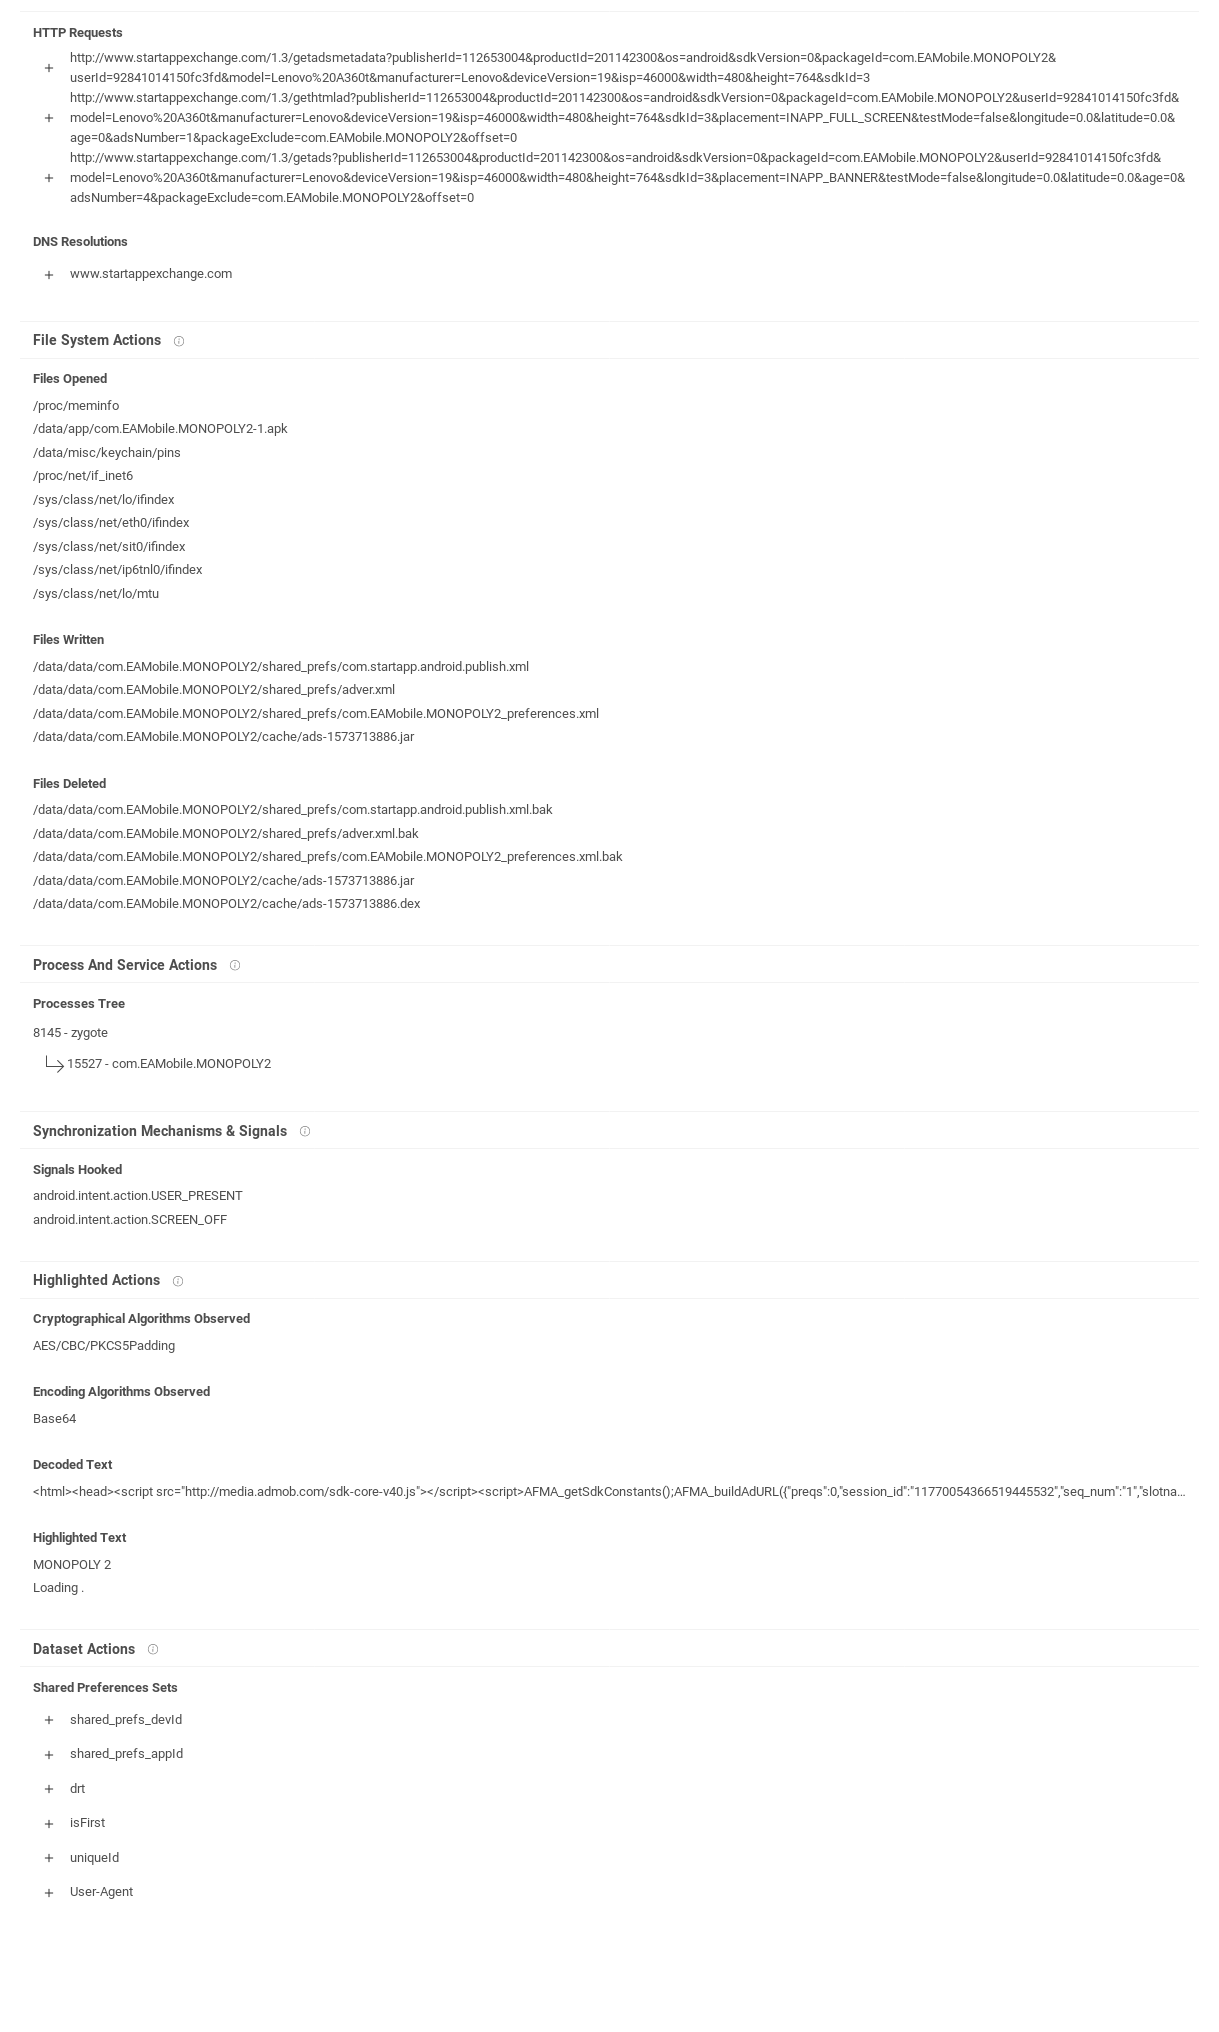 HTTP Requests
http://www.startappexchange.com/1.3/getadsmetadata?publisherId=112653004&productId=201142300&os=android&sdkVersion=0&packageId=com.EAMobile.MONOPOLY2&
userId=92841014150fc3fd&model=Lenovo%20A360t&manufacturer=Lenovo&deviceVersion=19&isp=46000&width=480&height=764&sdkId=3
http://www.startappexchange.com/1.3/gethtmlad?publisherId=112653004&productId=201142300&os=android&sdkVersion=0&packageId=com.EAMobile.MONOPOLY2&userId=92841014150fc3fd&
model=Lenovo%20A360t&manufacturer=Lenovo&deviceVersion=19&isp=46000&width=480&height=764&sdkId=3&placement=INAPP_FULL_SCREEN&testMode=false&longitude=0.0&latitude=0.0&
age=0&adsNumber=1&packageExclude=com.EAMobile.MONOPOLY2&offset=0
http://www.startappexchange.com/1.3/getads?publisherId=112653004&productId=201142300&os=android&sdkVersion=0&packageId=com.EAMobile.MONOPOLY2&userId=92841014150fc3fd&
model=Lenovo%20A360t&manufacturer=Lenovo&deviceVersion=19&isp=46000&width=480&height=764&sdkId=3&placement=INAPP_BANNER&testMode=false&longitude=0.0&latitude=0.0&age=0&
adsNumber=4&packageExclude=com.EAMobile.MONOPOLY2&offset=0
DNS Resolutions
www.startappexchange.com
File System Actions
Files Opened
/proc/meminfo
/data/app/com.EAMobile.MONOPOLY2-1.apk
/data/misc/keychain/pins
/proc/net/if_inet6
/sys/class/net/lo/ifindex
/sys/class/net/eth0/ifindex
/sys/class/net/sit0/ifindex
/sys/class/net/ip6tnl0/ifindex
/sys/class/net/lo/mtu
Files Written
/data/data/com.EAMobile.MONOPOLY2/shared_prefs/com.startapp.android.publish.xml
/data/data/com.EAMobile.MONOPOLY2/shared_prefs/adver.xml
/data/data/com.EAMobile.MONOPOLY2/shared_prefs/com.EAMobile.MONOPOLY2_preferences.xml
/data/data/com.EAMobile.MONOPOLY2/cache/ads-1573713886.jar
Files Deleted
/data/data/com.EAMobile.MONOPOLY2/shared_prefs/com.startapp.android.publish.xml.bak
/data/data/com.EAMobile.MONOPOLY2/shared_prefs/adver.xml.bak
/data/data/com.EAMobile.MONOPOLY2/shared_prefs/com.EAMobile.MONOPOLY2_preferences.xml.bak
/data/data/com.EAMobile.MONOPOLY2/cache/ads-1573713886.jar
/data/data/com.EAMobile.MONOPOLY2/cache/ads-1573713886.dex
Process And Service Actions
Processes Tree
8145 - zygote
15527 - com.EAMobile.MONOPOLY2
Synchronization Mechanisms & Signals
Signals Hooked
android.intent.action.USER_PRESENT
android.intent.action.SCREEN_OFF
Highlighted Actions
Cryptographical Algorithms Observed
AES/CBC/PKCS5Padding
Encoding Algorithms Observed
Base64
Decoded Text
<html><head><script src="http://media.admob.com/sdk-core-v40.js"></script><script>AFMA_getSdkConstants();AFMA_buildAdURL({"preqs":0,"session_id":"11770054366519445532","seq_num":"1","slotna…
Highlighted Text
MONOPOLY 2
Loading .
Dataset Actions
Shared Preferences Sets
shared_prefs_devId
shared_prefs_appId
drt
isFirst
uniqueId
User-Agent